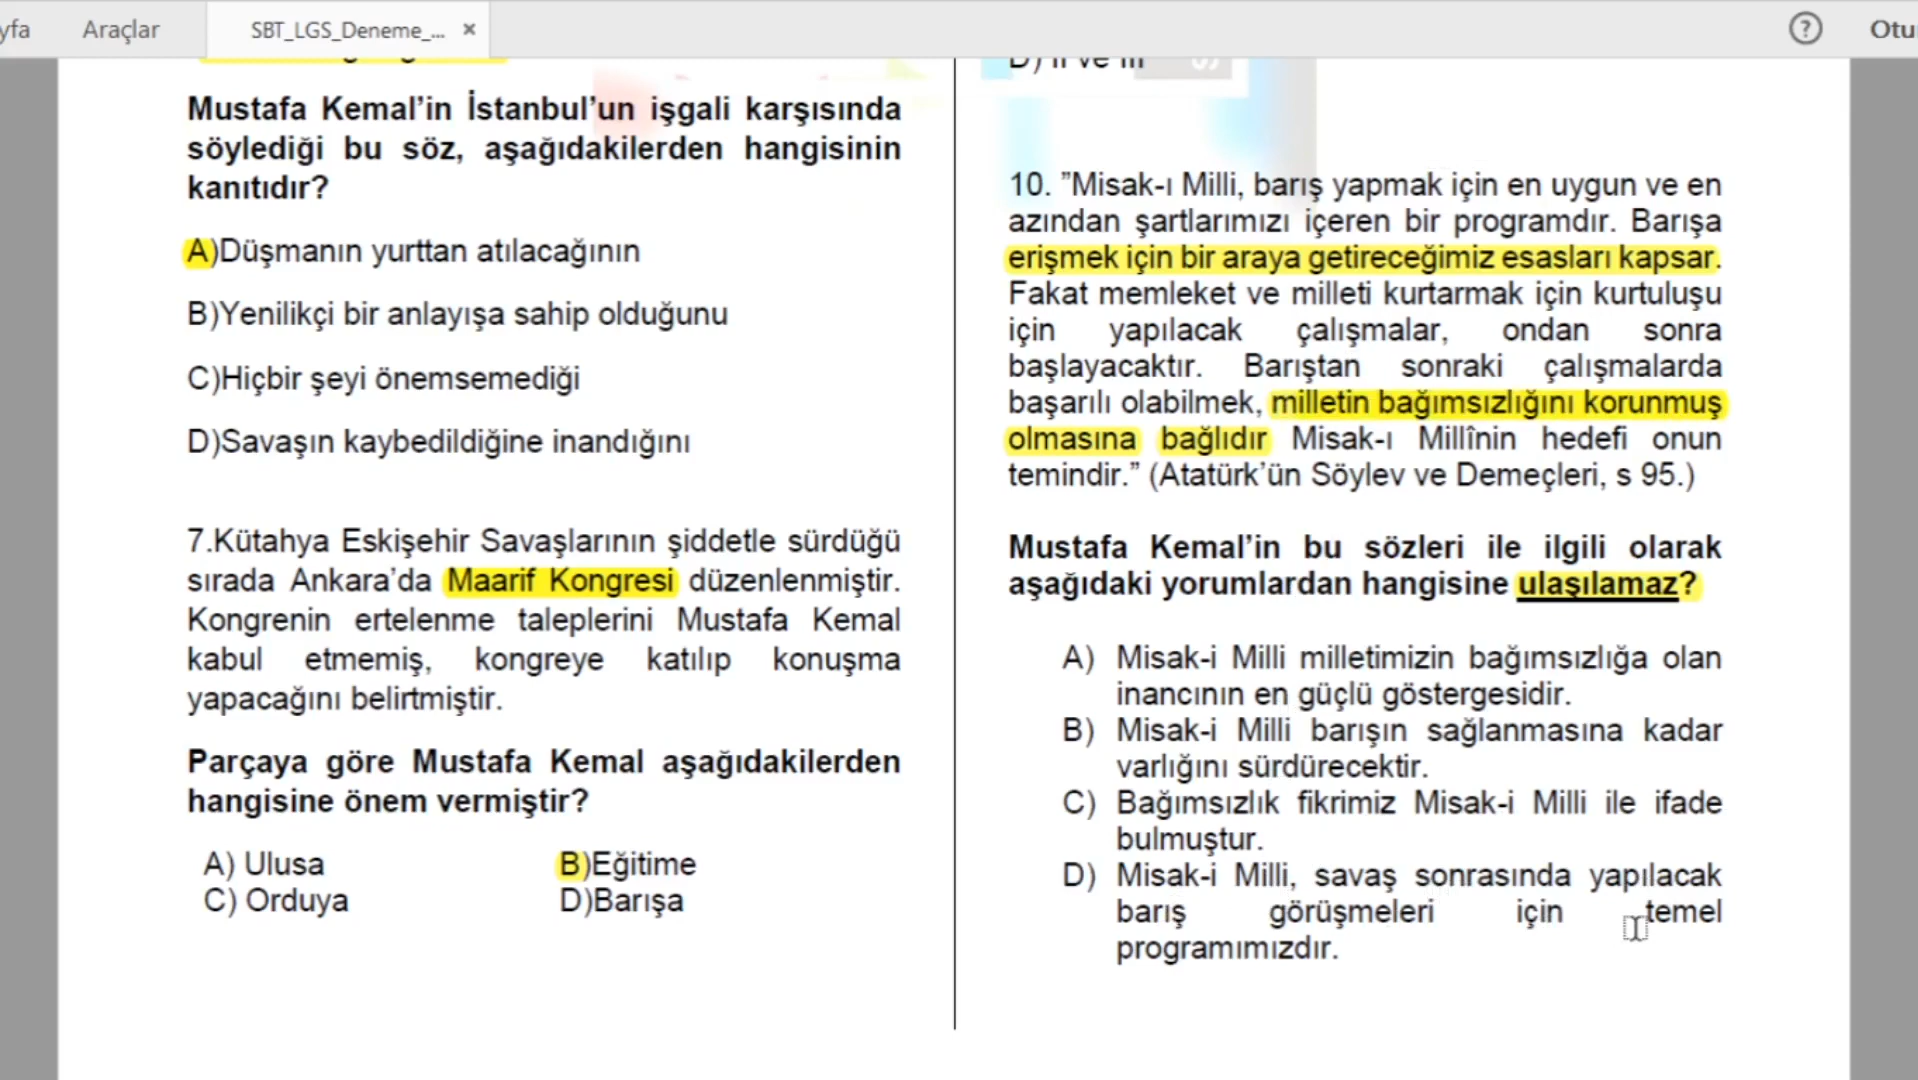 yfa
Araçlar
SBT_LGS_Deneme_... ×
?
Otu
Mustafa Kemal’in İstanbul’un işgali karşısında
söylediği bu söz, aşağıdakilerden hangisinin
kanıtıdır?
A)Düşmanın yurttan atılacağının
B)Yenilikçi bir anlayışa sahip olduğunu
C)Hiçbir şeyi önemsemediği
D)Savaşın kaybedildiğine inandığını
7.Kütahya Eskişehir Savaşlarının şiddetle sürdüğü
sırada Ankara’da Maarif Kongresi düzenlenmiştir.
Kongrenin ertelenme taleplerini Mustafa Kemal
kabul etmemiş, kongreye katılıp konuşma
yapacağını belirtmiştir.
Parçaya göre Mustafa Kemal aşağıdakilerden
hangisine önem vermiştir?
A) Ulusa B)Eğitime
C) Orduya D)Barışa
D) II ve III
10. ”Misak-ı Milli, barış yapmak için en uygun ve en
azından şartlarımızı içeren bir programdır. Barışa
erişmek için bir araya getireceğimiz esasları kapsar.
Fakat memleket ve milleti kurtarmak için kurtuluşu
için yapılacak çalışmalar, ondan sonra
başlayacaktır. Barıştan sonraki çalışmalarda
başarılı olabilmek, milletin bağımsızlığını korunmuş
olmasına bağlıdır Misak-ı Millînin hedefi onun
temindir.” (Atatürk’ün Söylev ve Demeçleri, s 95.)
Mustafa Kemal’in bu sözleri ile ilgili olarak
aşağıdaki yorumlardan hangisine ulaşılamaz?
A) Misak-i Milli milletimizin bağımsızlığa olan
inancının en güçlü göstergesidir.
B) Misak-i Milli barışın sağlanmasına kadar
varlığını sürdürecektir.
C) Bağımsızlık fikrimiz Misak-i Milli ile ifade
bulmuştur.
D) Misak-i Milli, savaş sonrasında yapılacak
barış görüşmeleri için temel
programımızdır.